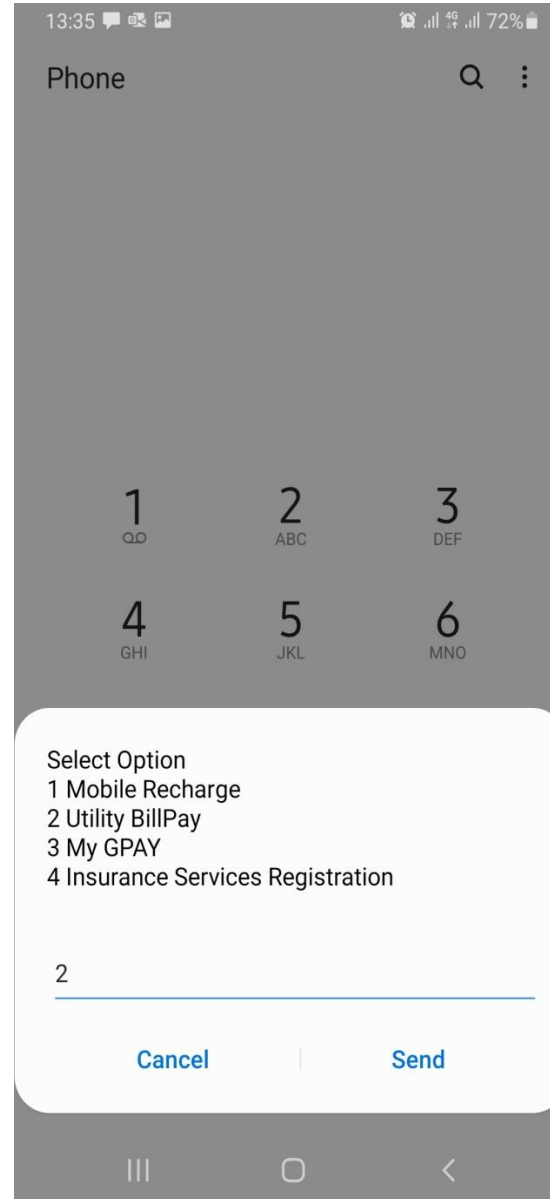 13:35 4G 72%
Phone
1 2 3
ABC DEF
4 5 6
GHI JKL MNO
Select Option
1 Mobile Recharge
2 Utility BillPay
3 My GPAY
4 Insurance Services Registration
2
Cancel Send